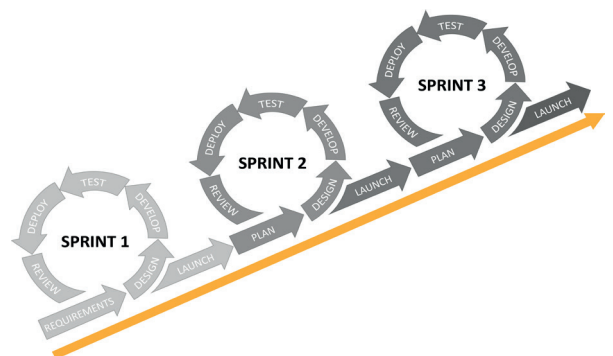 SPRINT 1
REQUIREMENTS
DESIGN
DEVELOP
TEST
DEPLOY
REVIEW
LAUNCH
SPRINT 2
PLAN
DESIGN
DEVELOP
TEST
DEPLOY
REVIEW
LAUNCH
SPRINT 3
PLAN
DESIGN
DEVELOP
TEST
DEPLOY
REVIEW
LAUNCH